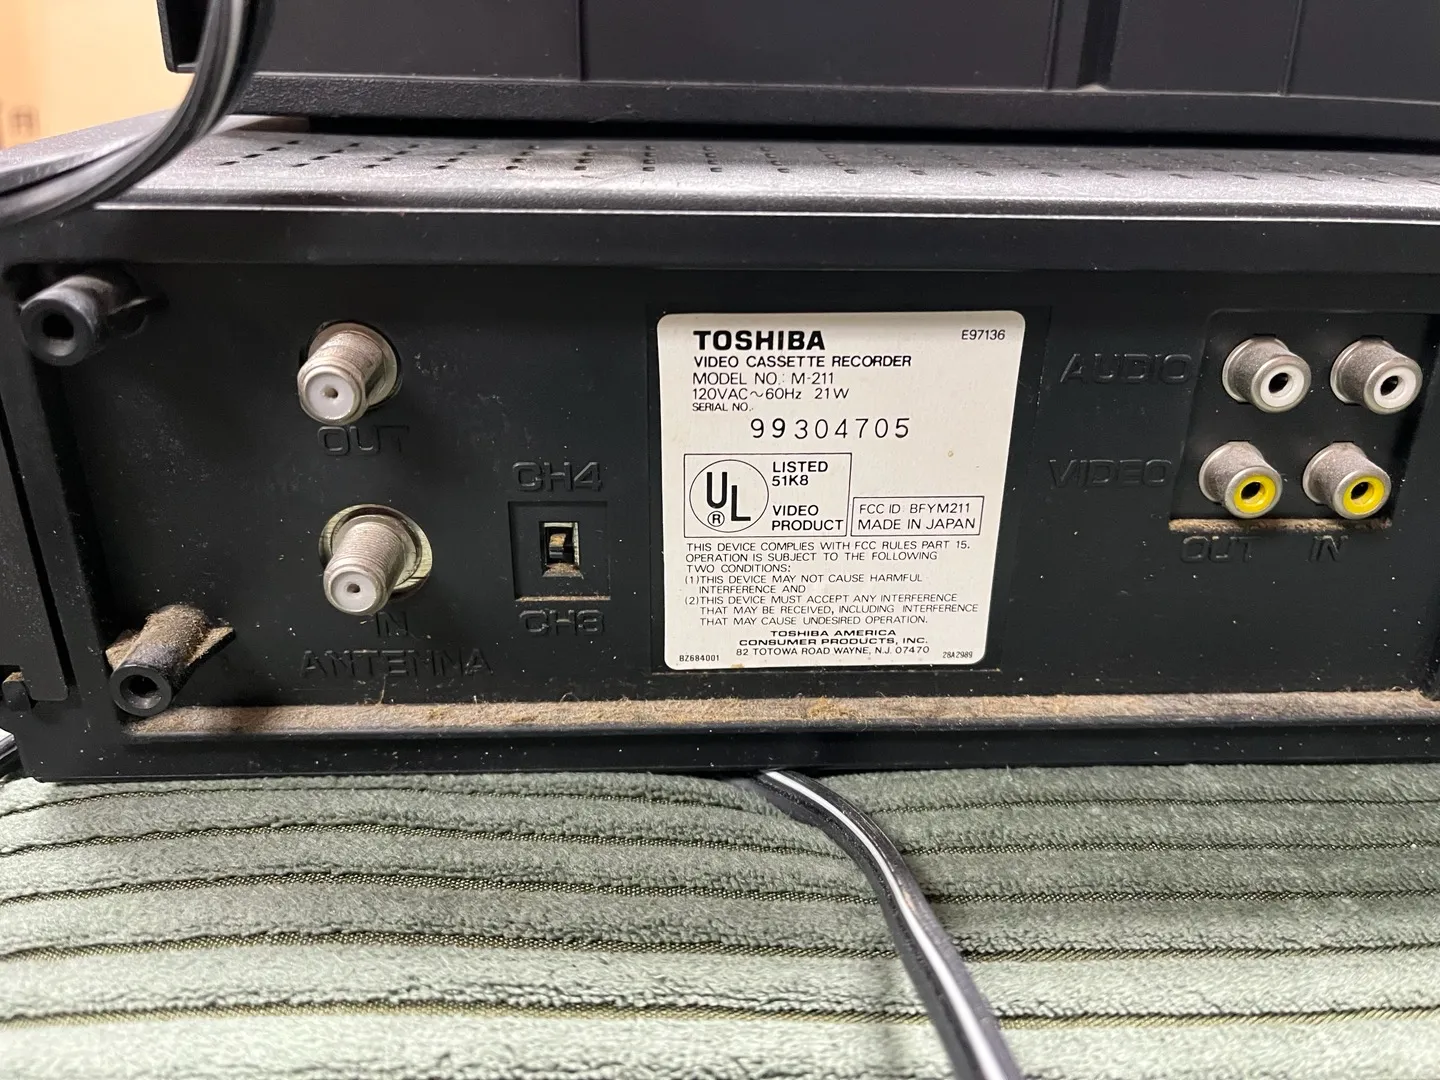 TOSHIBA E97136
VIDEO CASSETTE RECORDER
MODEL NO.: M-211
120VAC~60Hz 21W
SERIAL NO.
99304705
UL ®
LISTED
51K8
VIDEO
PRODUCT
FCC ID: BFYM211
MADE IN JAPAN
THIS DEVICE COMPLIES WITH FCC RULES PART 15.
OPERATION IS SUBJECT TO THE FOLLOWING
TWO CONDITIONS:
(1)THIS DEVICE MAY NOT CAUSE HARMFUL
INTERFERENCE AND
(2)THIS DEVICE MUST ACCEPT ANY INTERFERENCE
THAT MAY BE RECEIVED, INCLUDING INTERFERENCE
THAT MAY CAUSE UNDESIRED OPERATION.
TOSHIBA AMERICA
CONSUMER PRODUCTS, INC.
82 TOTOWA ROAD WAYNE, N.J. 07470
BZ684001 28A2989
OUT
IN
ANTENNA
CH4
CH3
AUDIO
VIDEO
OUT IN